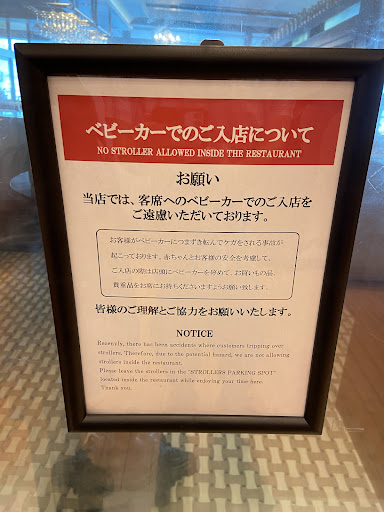 ベビーカーでのご入店について
NO STROLLER ALLOWED INSIDE THE RESTAURANT
お願い
当店では、客席へのベビーカーでのご入店を
ご遠慮いただいております。
お客様がベビーカーにつまずき転んでケガをされる事故が
起こっております。赤ちゃんとお客様の安全を考慮して、
ご入店の際は店頭にベビーカーを停めて、お買いもの品、
貴重品をお席にお持ちくださいますようお願い致します。
皆様のご理解とご協力をお願いいたします。
NOTICE
Recently, there has been accidents where customers tripping over
strollers. Therefore, due to the potential hazard, we are not allowing
strollers inside the restaurant.
Please leave the strollers in the "STROLLERS PARKING SPOT"
located inside the restaurant while enjoying your time here.
Thank you.